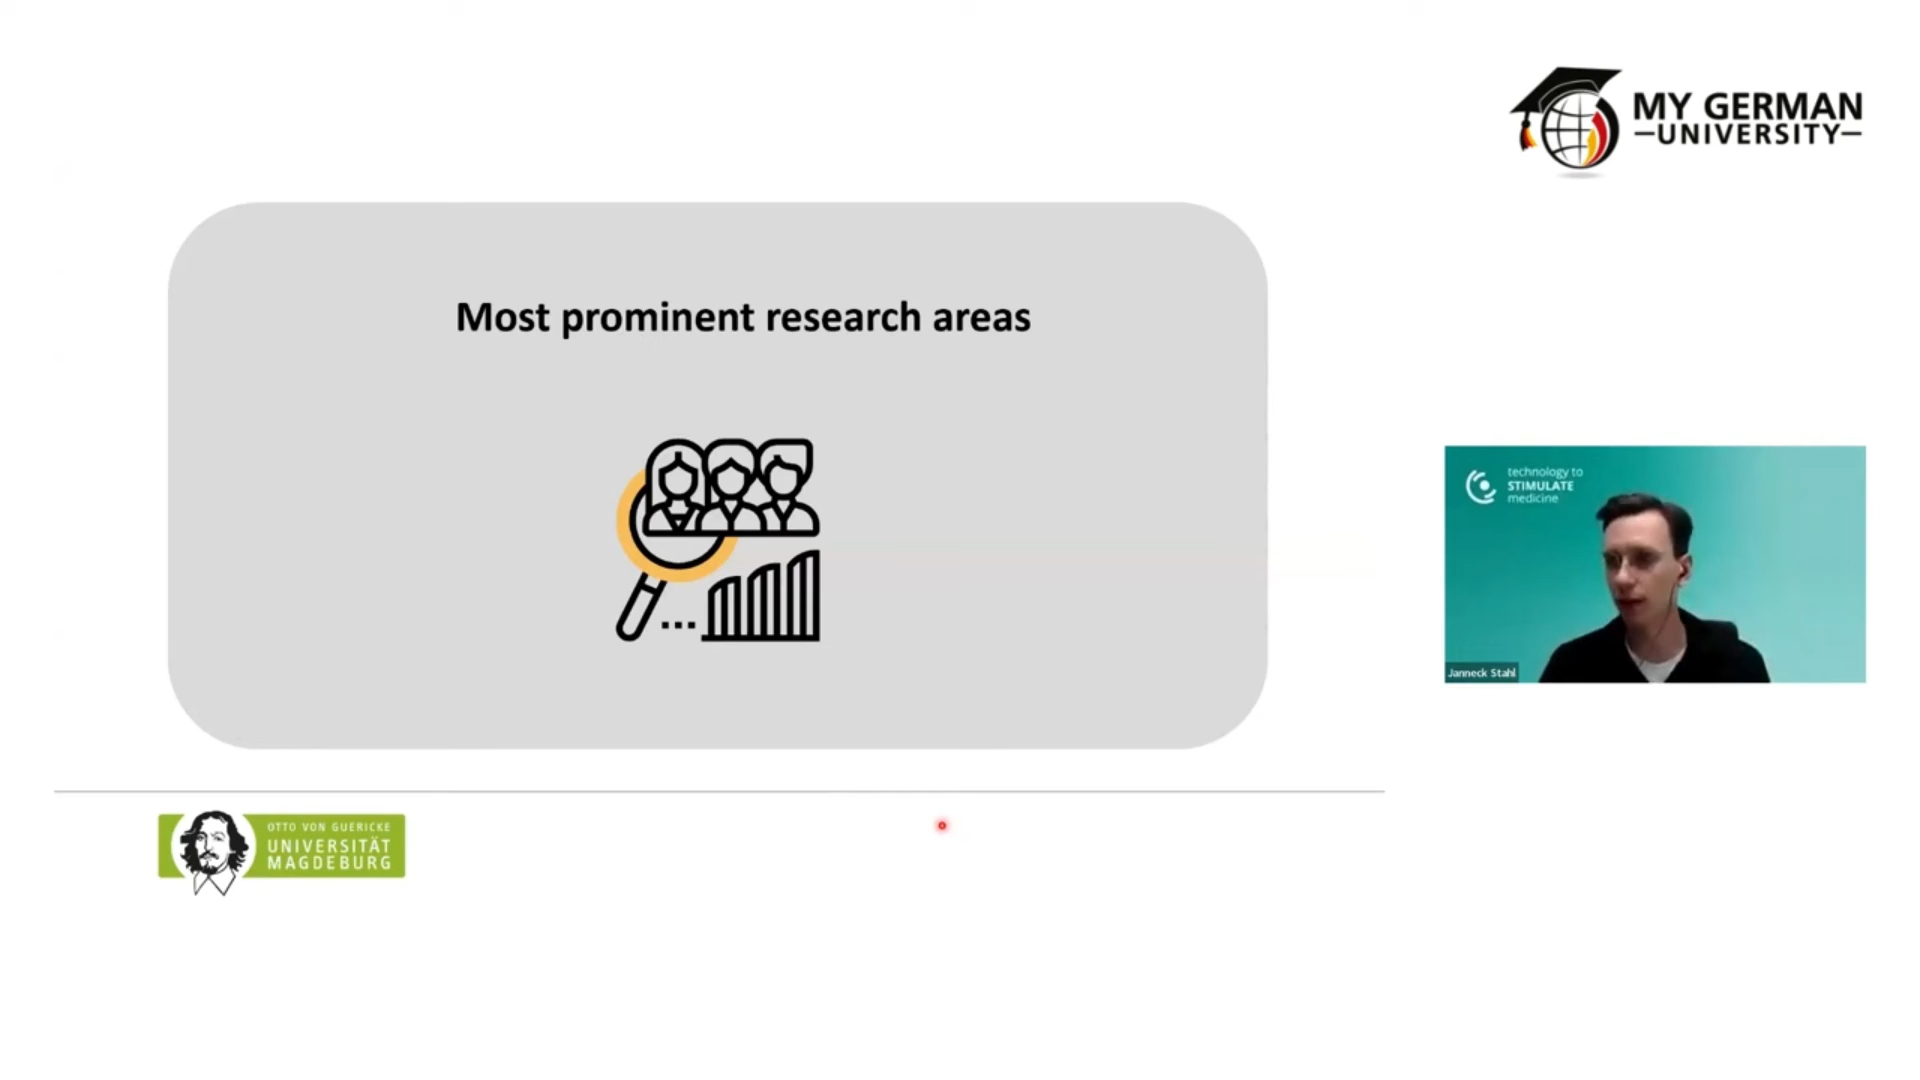 MY GERMAN
UNIVERSITY
Most prominent research areas
technology to
STIMULATE
medicine
Janneck Stahl
OTTO VON GUERICKE
UNIVERSITÄT
MAGDEBURG